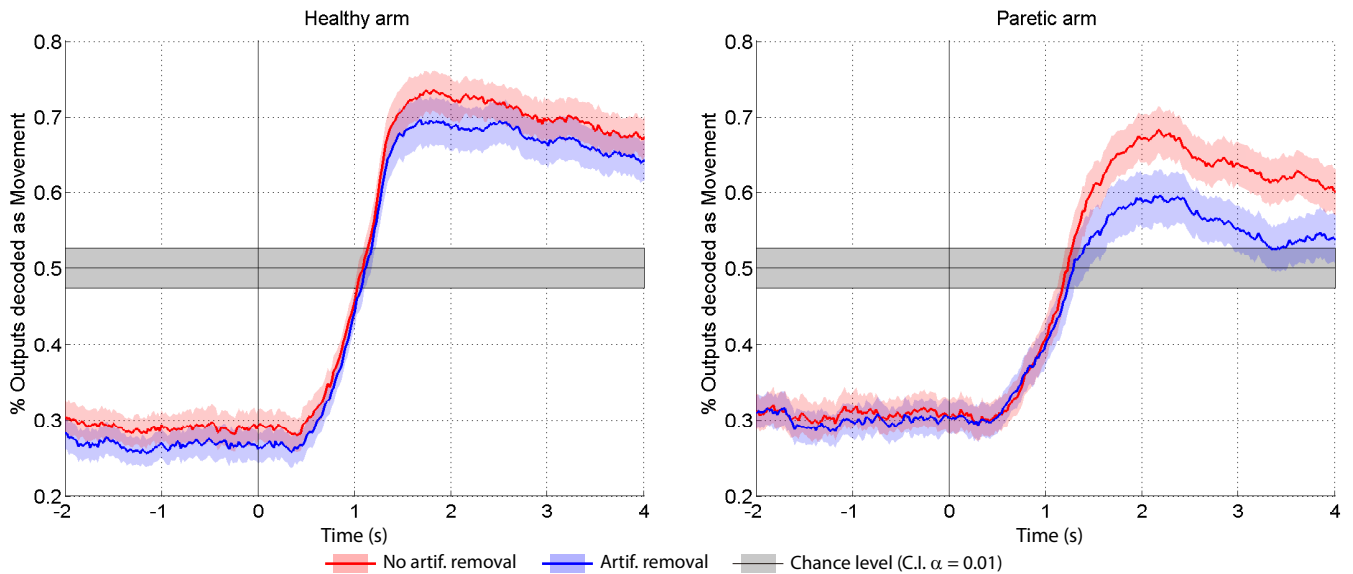 Healthy arm
% Outputs decoded as Movement
0.8
0.7
0.6
0.5
0.4
0.3
0.2
-2 -1 0 1 2 3 4
Time (s)
Paretic arm
% Outputs decoded as Movement
0.8
0.7
0.6
0.5
0.4
0.3
0.2
-2 -1 0 1 2 3 4
Time (s)
No artif. removal Artif. removal Chance level (C.I. α = 0.01)